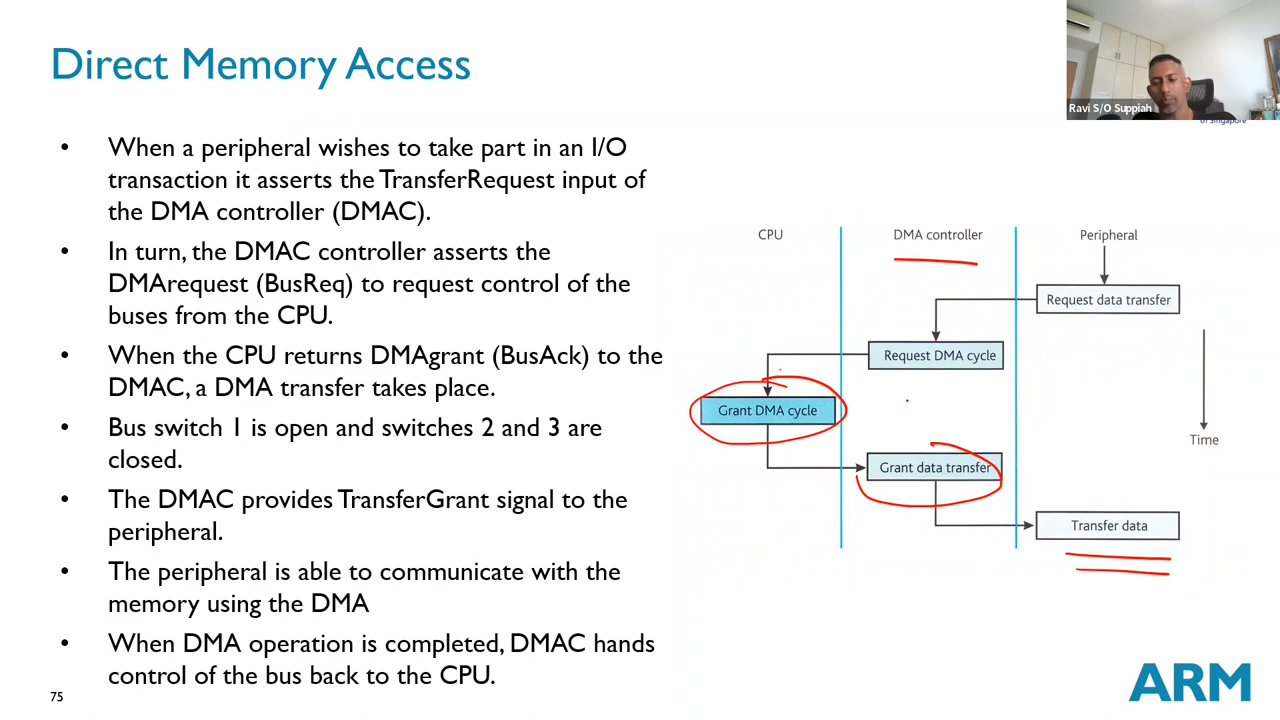 Direct Memory Access
Ravi S/O Suppiah
of Singapore
• When a peripheral wishes to take part in an I/O
transaction it asserts the TransferRequest input of
the DMA controller (DMAC).
• In turn, the DMAC controller asserts the
DMArequest (BusReq) to request control of the
buses from the CPU.
• When the CPU returns DMAgrant (BusAck) to the
DMAC, a DMA transfer takes place.
• Bus switch 1 is open and switches 2 and 3 are
closed.
• The DMAC provides TransferGrant signal to the
peripheral.
• The peripheral is able to communicate with the
memory using the DMA
• When DMA operation is completed, DMAC hands
control of the bus back to the CPU.
CPU
DMA controller
Peripheral
Request data transfer
Request DMA cycle
Grant DMA cycle
Time
Grant data transfer
Transfer data
75
ARM